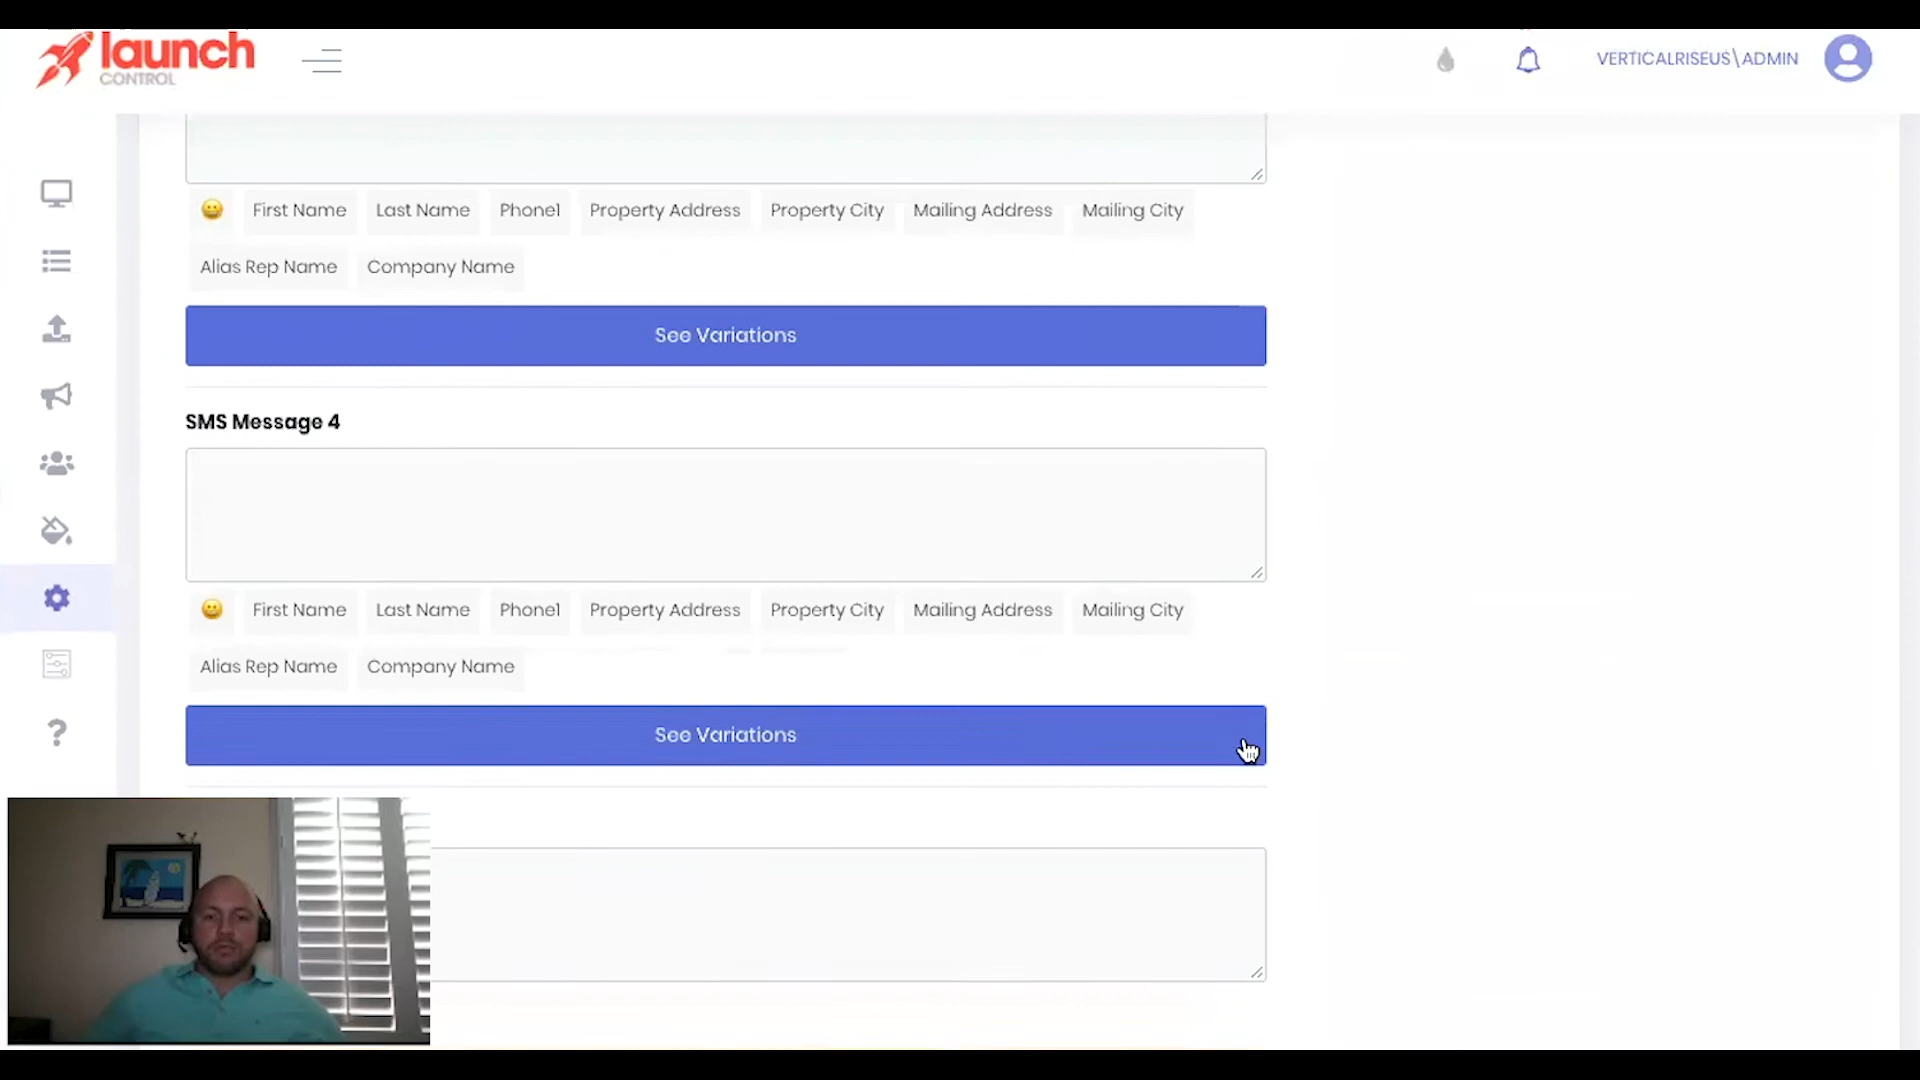 launch
CONTROL
VERTICALRISEUS\ADMIN
First Name Last Name Phone1 Property Address Property City Mailing Address Mailing City
Alias Rep Name Company Name
See Variations
SMS Message 4
First Name Last Name Phone1 Property Address Property City Mailing Address Mailing City
Alias Rep Name Company Name
See Variations
?